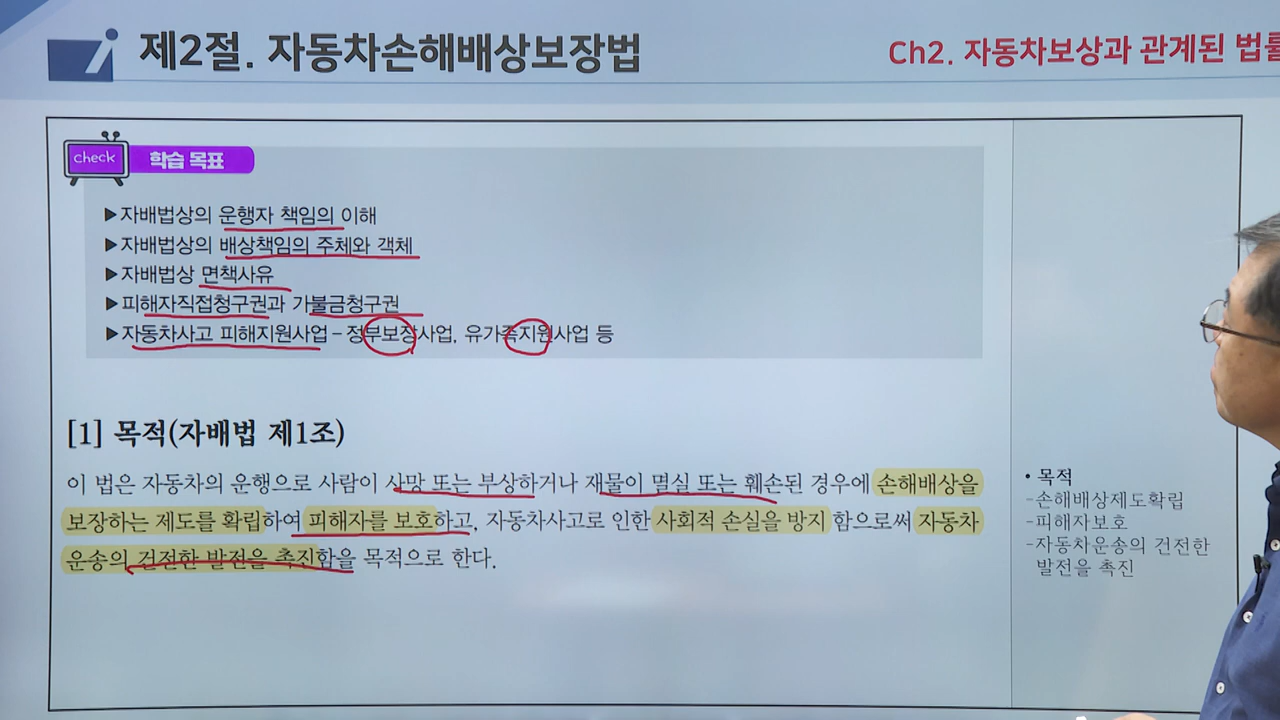 제2절. 자동차손해배상보장법
Ch2. 자동차보상과 관계된 법률
check 학습 목표
▶자배법상의 운행자 책임의 이해
▶자배법상의 배상책임의 주체와 객체
▶자배법상 면책사유
▶피해자직접청구권과 가불금청구권
▶자동차사고 피해지원사업 - 정부보장사업, 유가족지원사업 등
[1] 목적(자배법 제1조)
이 법은 자동차의 운행으로 사람이 사망 또는 부상하거나 재물이 멸실 또는 훼손된 경우에 손해배상을
보장하는 제도를 확립하여 피해자를 보호하고, 자동차사고로 인한 사회적 손실을 방지함으로써 자동차
운송의 건전한 발전을 촉진함을 목적으로 한다.
• 목적
-손해배상제도확립
-피해자보호
-자동차운송의 건전한
발전을 촉진